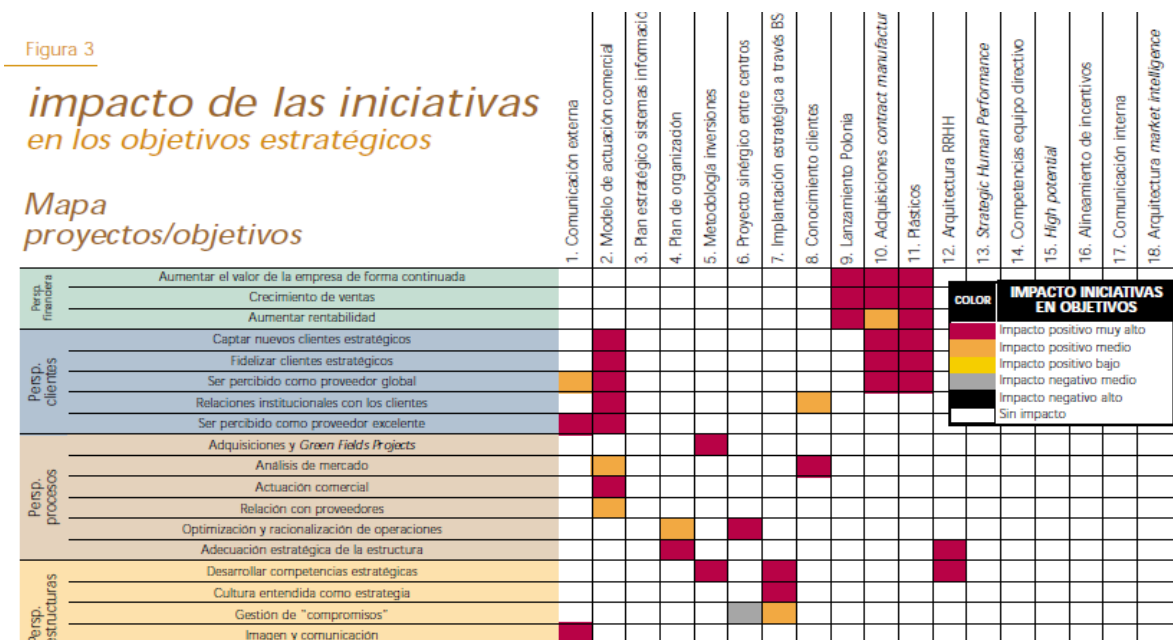 Figura 3
impacto de las iniciativas
en los objetivos estratégicos
Mapa
proyectos/objetivos
1. Comunicación externa
2. Modelo de actuación comercial
3. Plan estratégico sistemas informació
4. Plan de organización
5. Metodología inversiones
6. Proyecto sinérgico entre centros
7. Implantación estratégica a través BS
8. Conocimiento clientes
9. Lanzamiento Polonia
10. Adquisiciones contract manufactur
11. Plásticos
12. Arquitectura RRHH
13. Strategic Human Performance
14. Competencias equipo directivo
15. High potential
16. Alineamiento de incentivos
17. Comunicación interna
18. Arquitectura market intelligence
Persp.
financiera
Aumentar el valor de la empresa de forma continuada
Crecimiento de ventas
Aumentar rentabilidad
Persp.
clientes
Captar nuevos clientes estratégicos
Fidelizar clientes estratégicos
Ser percibido como proveedor global
Relaciones institucionales con los clientes
Ser percibido como proveedor excelente
Persp.
procesos
Adquisiciones y Green Fields Projects
Análisis de mercado
Actuación comercial
Relación con proveedores
Optimización y racionalización de operaciones
Adecuación estratégica de la estructura
Persp.
estructuras
Desarrollar competencias estratégicas
Cultura entendida como estrategia
Gestión de "compromisos"
Imagen y comunicación
COLOR
IMPACTO INICIATIVAS
EN OBJETIVOS
Impacto positivo muy alto
Impacto positivo medio
Impacto positivo bajo
Impacto negativo medio
Impacto negativo alto
Sin impacto